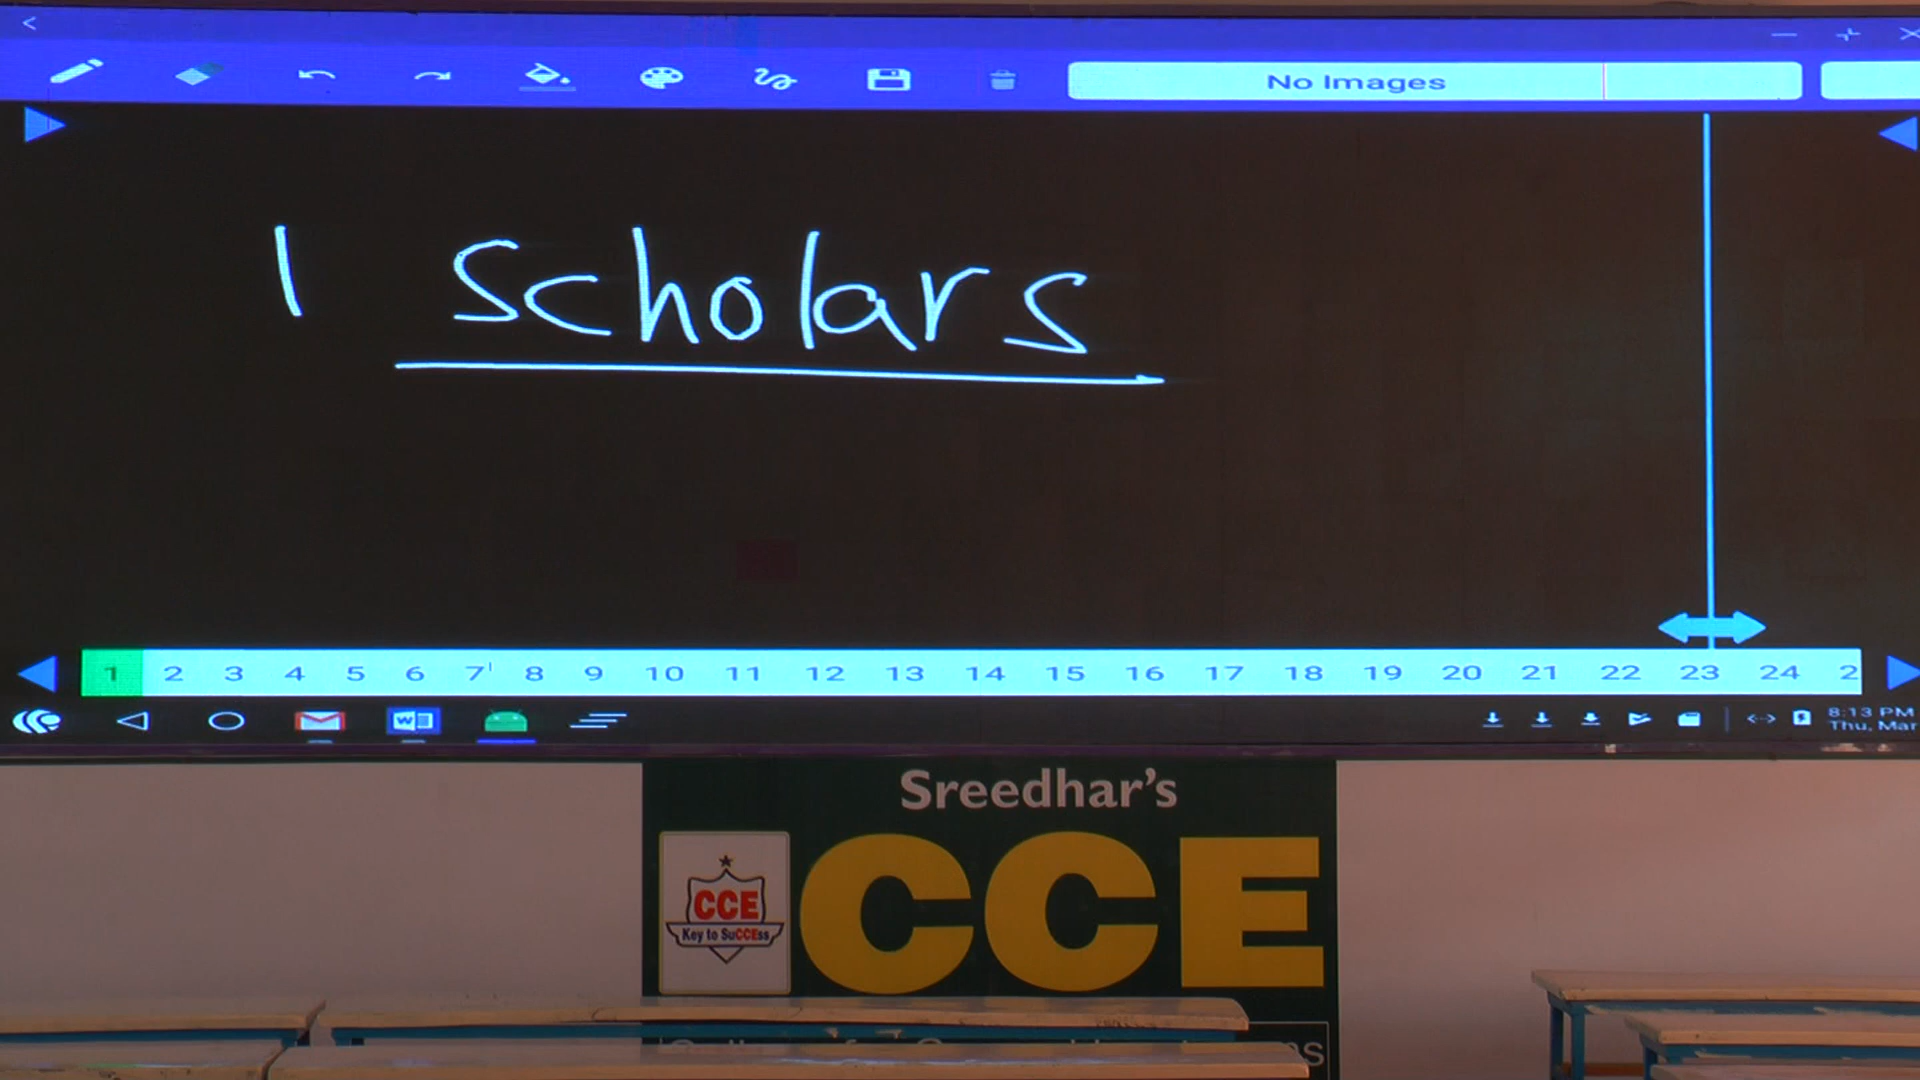 No Images
1 scholars
1 2 3 4 5 6 7 8 9 10 11 12 13 14 15 16 17 18 19 20 21 22 23 24 2
8:13 PM
Thu, Mar
Sreedhar's
CCE
CCE
Key to SuCCEss